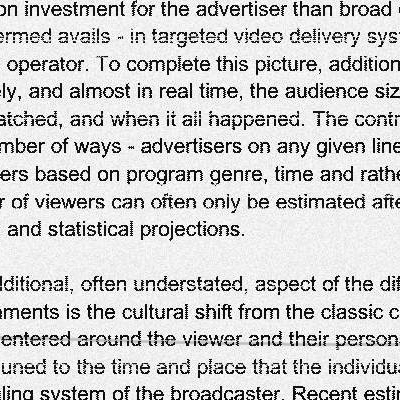 on investment for the advertiser than broad
ermed avails - in targeted video delivery sys
operator. To complete this picture, addition
ly, and almost in real time, the audience siz
atched, and when it all happened. The contr
mber of ways - advertisers on any given line
ers based on program genre, time and rathe
r of viewers can often only be estimated afte
and statistical projections.
dditional, often understated, aspect of the dif
nments is the cultural shift from the classic c
entered around the viewer and their person
uned to the time and place that the individua
ling system of the broadcaster. Recent esti